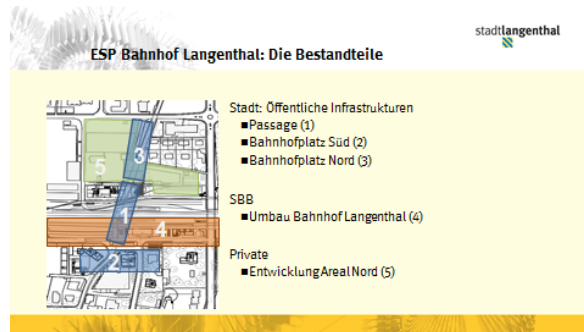 stadtlangenthal
ESP Bahnhof Langenthal: Die Bestandteile
Stadt: Öffentliche Infrastrukturen
■Passage (1)
■Bahnhofplatz Süd (2)
■Bahnhofplatz Nord (3)
SBB
■Umbau Bahnhof Langenthal (4)
Private
■Entwicklung Areal Nord (5)
3
5
1
4
2